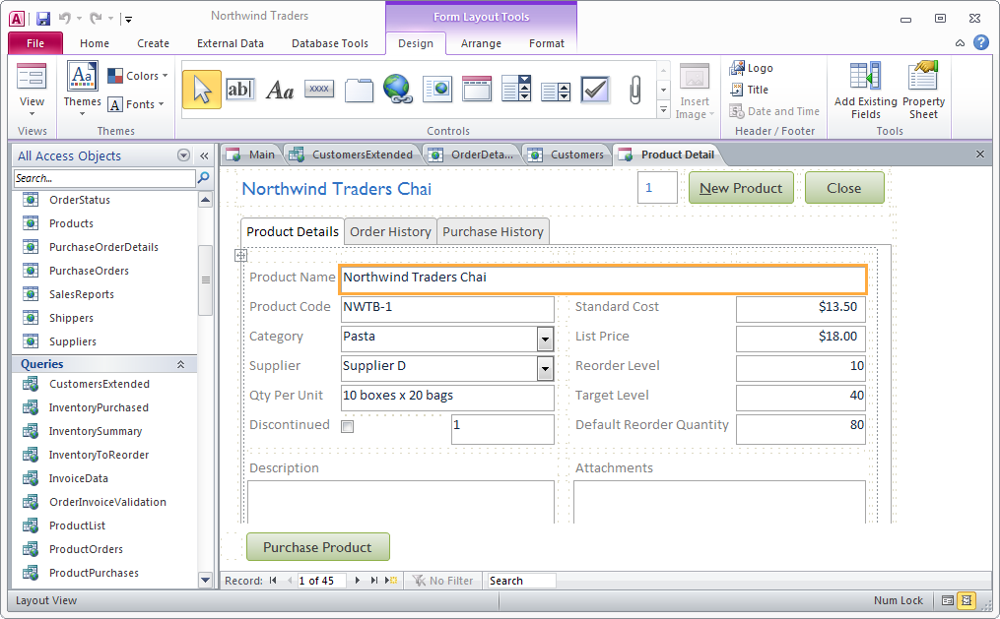 Northwind Traders
Form Layout Tools
File Home Create External Data Database Tools Design Arrange Format
View
Views
Aa
Themes
Colors
A Fonts
Themes
ab
Aa
XXXX
Controls
Insert Image
Logo
Title
Date and Time
Header / Footer
Add Existing Fields
Property Sheet
Tools
All Access Objects
Search...
OrderStatus
Products
PurchaseOrderDetails
PurchaseOrders
SalesReports
Shippers
Suppliers
Queries
CustomersExtended
InventoryPurchased
InventorySummary
InventoryToReorder
InvoiceData
OrderInvoiceValidation
ProductList
ProductOrders
ProductPurchases
Main CustomersExtended OrderDeta... Customers Product Detail
Northwind Traders Chai 1 New Product Close
Product Details Order History Purchase History
Product Name Northwind Traders Chai
Product Code NWTB-1 Standard Cost $13.50
Category Pasta List Price $18.00
Supplier Supplier D Reorder Level 10
Qty Per Unit 10 boxes x 20 bags Target Level 40
Discontinued 1 Default Reorder Quantity 80
Description Attachments
Purchase Product
Record: 1 of 45 No Filter Search
Layout View Num Lock